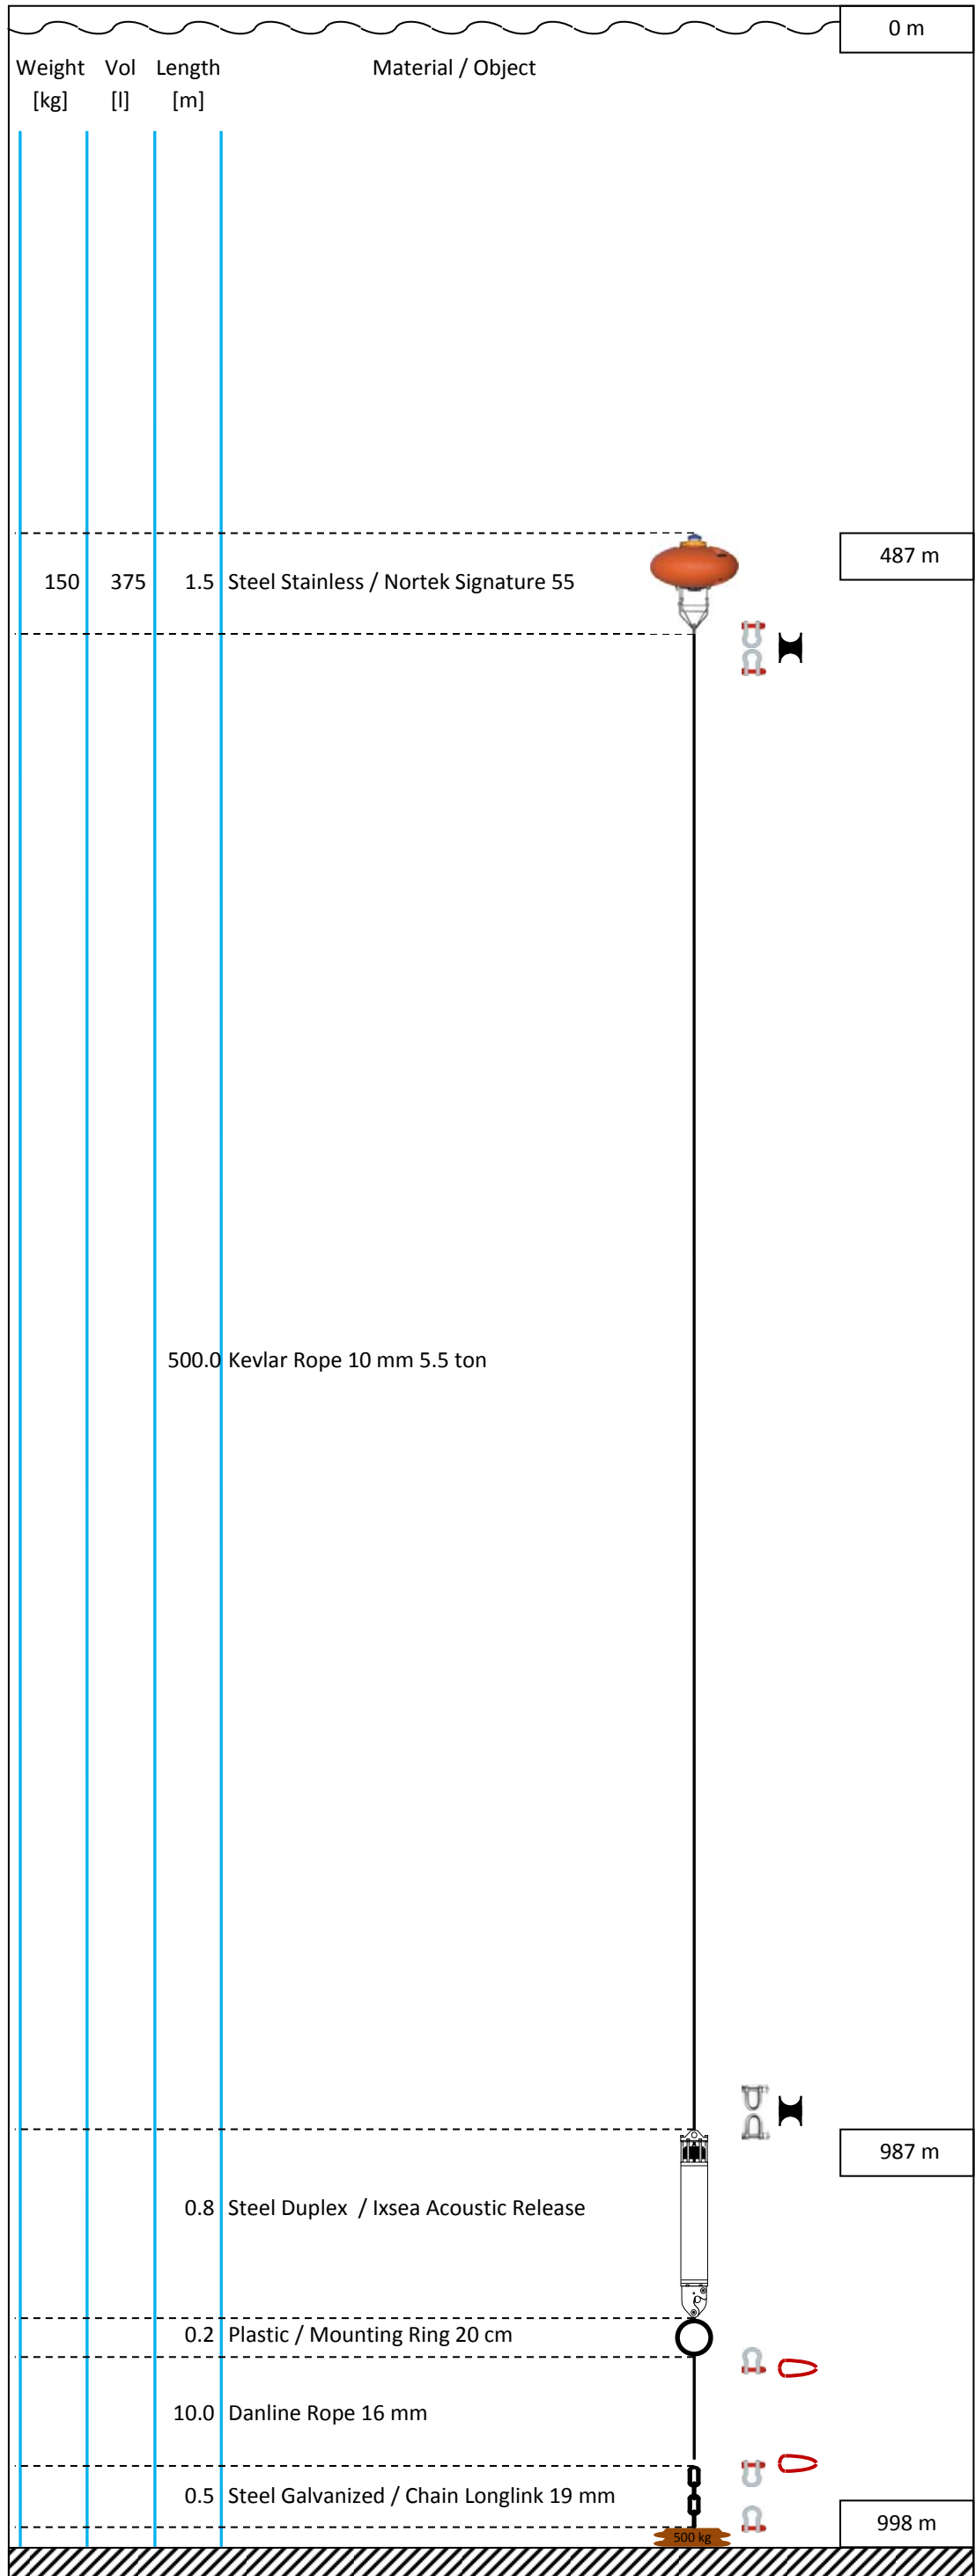 0 m
Weight Vol Length Material / Object
[kg] [l] [m]
487 m
150 375 1.5 Steel Stainless / Nortek Signature 55
500.0 Kevlar Rope 10 mm 5.5 ton
987 m
0.8 Steel Duplex / Ixsea Acoustic Release
0.2 Plastic / Mounting Ring 20 cm
10.0 Danline Rope 16 mm
0.5 Steel Galvanized / Chain Longlink 19 mm
998 m
500 kg